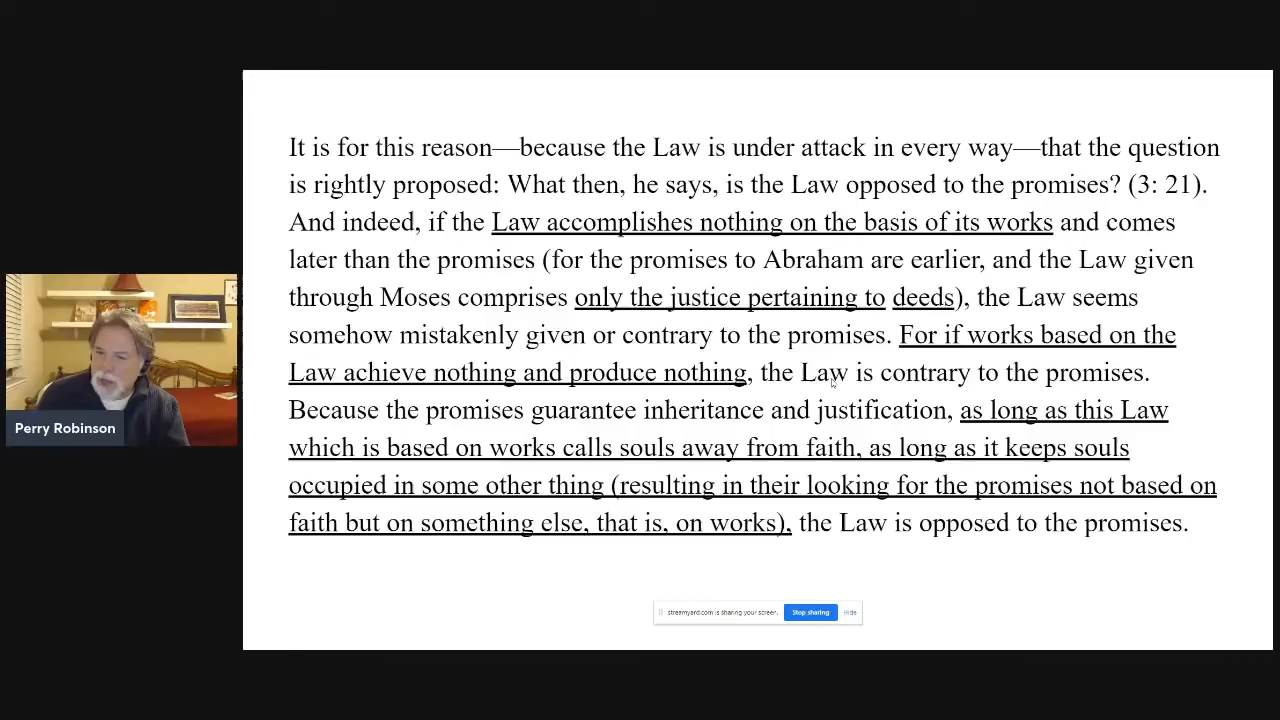 It is for this reason—because the Law is under attack in every way—that the question
is rightly proposed: What then, he says, is the Law opposed to the promises? (3: 21).
And indeed, if the Law accomplishes nothing on the basis of its works and comes
later than the promises (for the promises to Abraham are earlier, and the Law given
through Moses comprises only the justice pertaining to deeds), the Law seems
somehow mistakenly given or contrary to the promises. For if works based on the
Law achieve nothing and produce nothing, the Law is contrary to the promises.
Because the promises guarantee inheritance and justification, as long as this Law
which is based on works calls souls away from faith, as long as it keeps souls
occupied in some other thing (resulting in their looking for the promises not based on
faith but on something else, that is, on works), the Law is opposed to the promises.
Perry Robinson
streamyard.com is sharing your screen. Stop sharing Hide